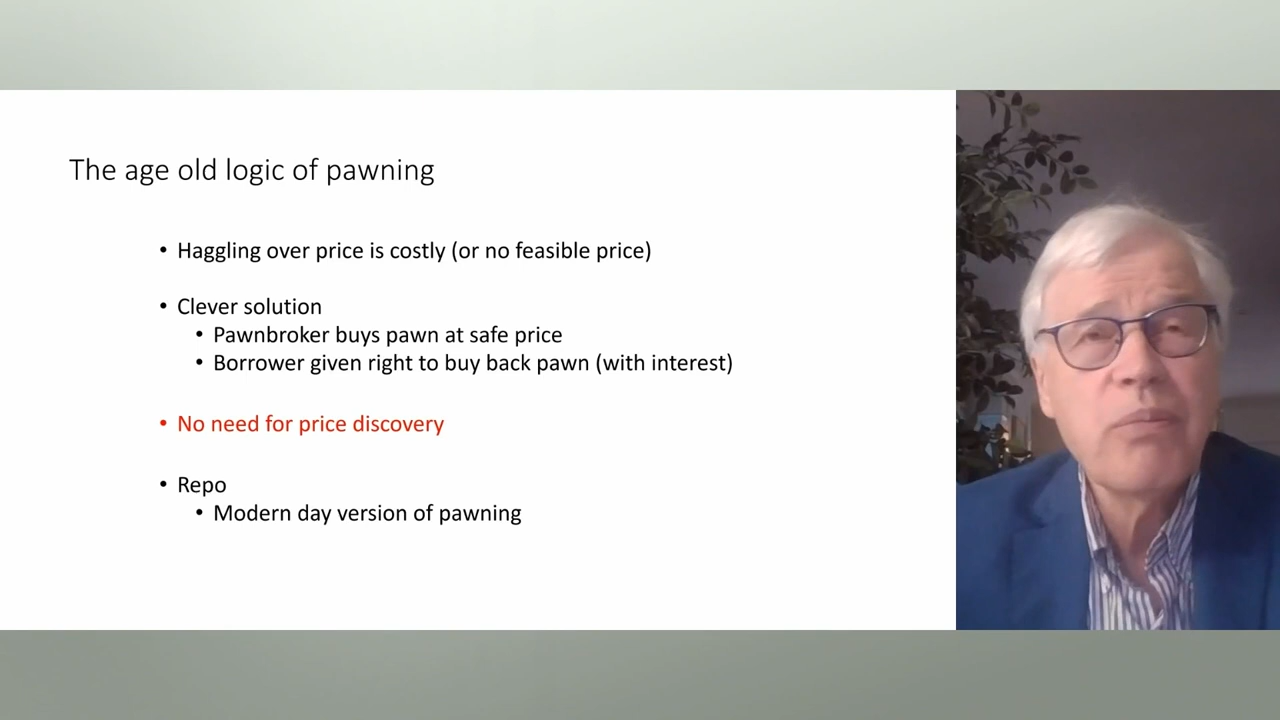 The age old logic of pawning
• Haggling over price is costly (or no feasible price)
• Clever solution
• Pawnbroker buys pawn at safe price
• Borrower given right to buy back pawn (with interest)
• No need for price discovery
• Repo
• Modern day version of pawning